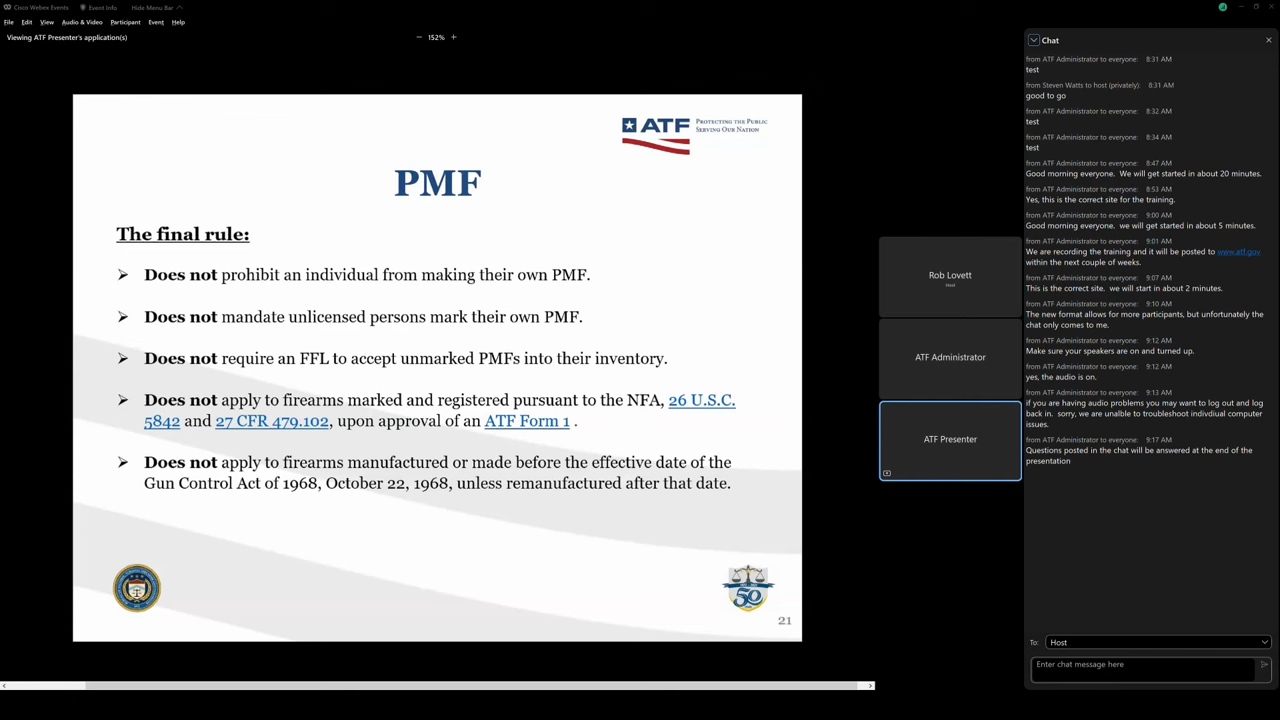 Cisco Webex Events
Event Info
Hide Menu Bar
File Edit View Audio & Video Participant Event Help
Viewing ATF Presenter's application(s)
152%
ATF
PROTECTING THE PUBLIC
SERVING OUR NATION
PMF
The final rule:
Does not prohibit an individual from making their own PMF.
Does not mandate unlicensed persons mark their own PMF.
Does not require an FFL to accept unmarked PMFs into their inventory.
Does not apply to firearms marked and registered pursuant to the NFA, 26 U.S.C.
5842 and 27 CFR 479.102, upon approval of an ATF Form 1 .
Does not apply to firearms manufactured or made before the effective date of the
Gun Control Act of 1968, October 22, 1968, unless remanufactured after that date.
50
21
Rob Lovett
Host
ATF Administrator
ATF Presenter
Chat
from ATF Administrator to everyone: 8:31 AM
test
from Steven Watts to host (privately): 8:31 AM
good to go
from ATF Administrator to everyone: 8:32 AM
test
from ATF Administrator to everyone: 8:34 AM
test
from ATF Administrator to everyone: 8:47 AM
Good morning everyone. We will get started in about 20 minutes.
from ATF Administrator to everyone: 8:53 AM
Yes, this is the correct site for the training.
from ATF Administrator to everyone: 9:00 AM
Good morning everyone. we will get started in about 5 minutes.
from ATF Administrator to everyone: 9:01 AM
We are recording the training and it will be posted to www.atf.gov
within the next couple of weeks.
from ATF Administrator to everyone: 9:07 AM
This is the correct site. we will start in about 2 minutes.
from ATF Administrator to everyone: 9:10 AM
The new format allows for more participants, but unfortunately the
chat only comes to me.
from ATF Administrator to everyone: 9:12 AM
Make sure your speakers are on and turned up.
from ATF Administrator to everyone: 9:12 AM
yes, the audio is on.
from ATF Administrator to everyone: 9:13 AM
if you are having audio problems you may want to log out and log
back in. sorry, we are unable to troubleshoot indivdiual computer
issues.
from ATF Administrator to everyone: 9:17 AM
Questions posted in the chat will be answered at the end of the
presentation
To: Host
Enter chat message here